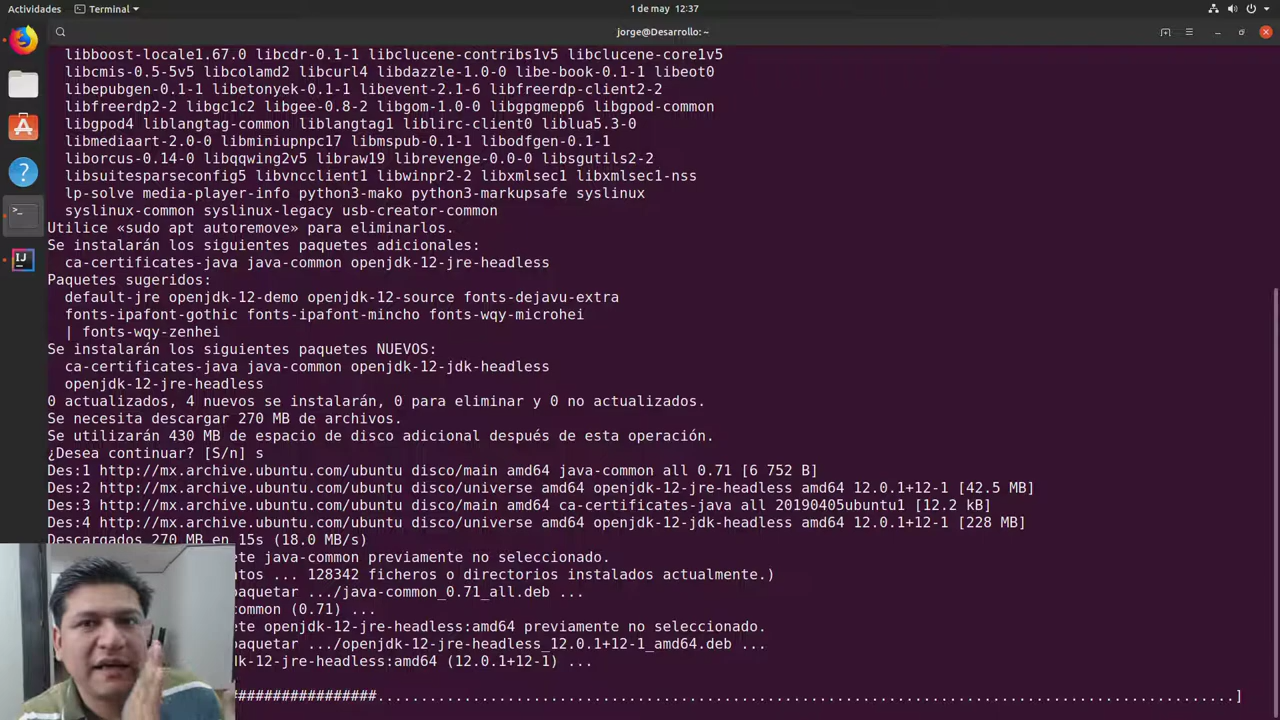 Actividades
Terminal
1 de may 12:37
jorge@Desarrollo: ~
libboost-locale1.67.0 libcdr-0.1-1 libclucene-contribs1v5 libclucene-core1v5
libcmis-0.5-5v5 libcolamd2 libcurl4 libdazzle-1.0-0 libe-book-0.1-1 libeot0
libepubgen-0.1-1 libetonyek-0.1-1 libevent-2.1-6 libfreerdp-client2-2
libfreerdp2-2 libgc1c2 libgee-0.8-2 libgom-1.0-0 libgpgmepp6 libgpod-common
libgpod4 liblangtag-common liblangtag1 liblirc-client0 liblua5.3-0
libmediaart-2.0-0 libminiupnpc17 libmspub-0.1-1 libodfgen-0.1-1
liborcus-0.14-0 libqqwing2v5 libraw19 librevenge-0.0-0 libsgutils2-2
libsuitesparseconfig5 libvncclient1 libwinpr2-2 libxmlsec1 libxmlsec1-nss
lp-solve media-player-info python3-mako python3-markupsafe syslinux
syslinux-common syslinux-legacy usb-creator-common
Utilice «sudo apt autoremove» para eliminarlos.
Se instalarán los siguientes paquetes adicionales:
ca-certificates-java java-common openjdk-12-jre-headless
Paquetes sugeridos:
default-jre openjdk-12-demo openjdk-12-source fonts-dejavu-extra
fonts-ipafont-gothic fonts-ipafont-mincho fonts-wqy-microhei
| fonts-wqy-zenhei
Se instalarán los siguientes paquetes NUEVOS:
ca-certificates-java java-common openjdk-12-jdk-headless
openjdk-12-jre-headless
0 actualizados, 4 nuevos se instalarán, 0 para eliminar y 0 no actualizados.
Se necesita descargar 270 MB de archivos.
Se utilizarán 430 MB de espacio de disco adicional después de esta operación.
¿Desea continuar? [S/n] s
Des:1 http://mx.archive.ubuntu.com/ubuntu disco/main amd64 java-common all 0.71 [6 752 B]
Des:2 http://mx.archive.ubuntu.com/ubuntu disco/universe amd64 openjdk-12-jre-headless amd64 12.0.1+12-1 [42.5 MB]
Des:3 http://mx.archive.ubuntu.com/ubuntu disco/main amd64 ca-certificates-java all 20190405ubuntu1 [12.2 kB]
Des:4 http://mx.archive.ubuntu.com/ubuntu disco/universe amd64 openjdk-12-jdk-headless amd64 12.0.1+12-1 [228 MB]
Descargados 270 MB en 15s (18.0 MB/s)
ete java-common previamente no seleccionado.
tos ... 128342 ficheros o directorios instalados actualmente.)
paquetar .../java-common_0.71_all.deb ...
common (0.71) ...
ete openjdk-12-jre-headless:amd64 previamente no seleccionado.
paquetar .../openjdk-12-jre-headless_12.0.1+12-1_amd64.deb ...
dk-12-jre-headless:amd64 (12.0.1+12-1) ...
IJ